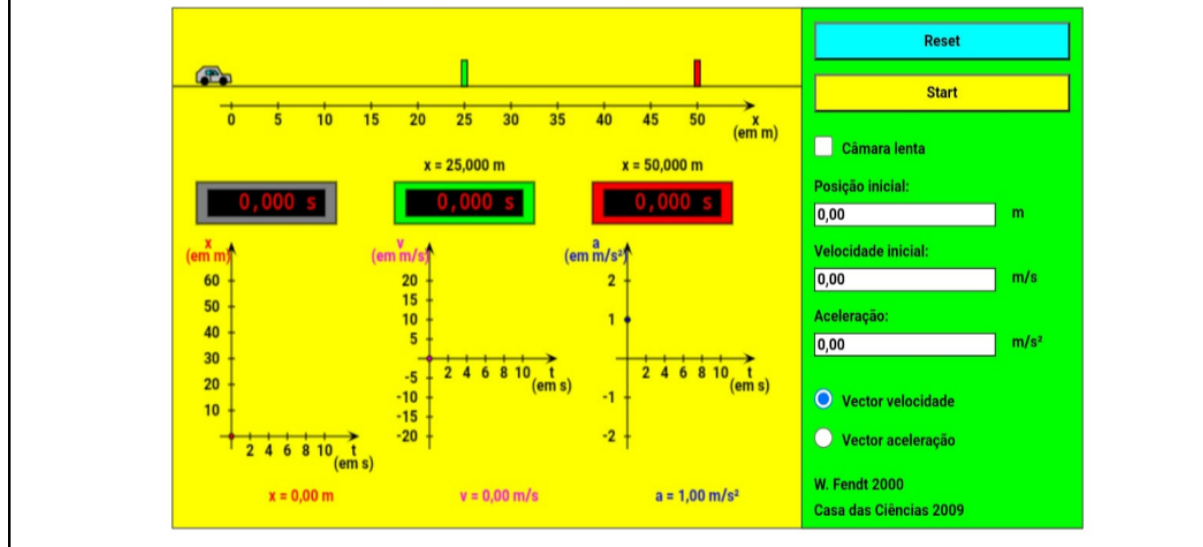 Reset
Start
0 5 10 15 20 25 30 35 40 45 50 x
(em m)
Câmara lenta
x = 25,000 m x = 50,000 m
Posição inicial:
0,000 s 0,000 s 0,000 s
0,00 m
x
(em m)
v
(em m/s)
a
(em m/s²)
Velocidade inicial:
0,00 m/s
Aceleração:
0,00 m/s²
60
50
40
30
20
10
2 4 6 8 10 t
(em s)
20
15
10
5
2 4 6 8 10 t
(em s)
-5
-10
-15
-20
2
1
2 4 6 8 10 t
(em s)
-1
-2
Vector velocidade
Vector aceleração
x = 0,00 m v = 0,00 m/s a = 1,00 m/s²
W. Fendt 2000
Casa das Ciências 2009